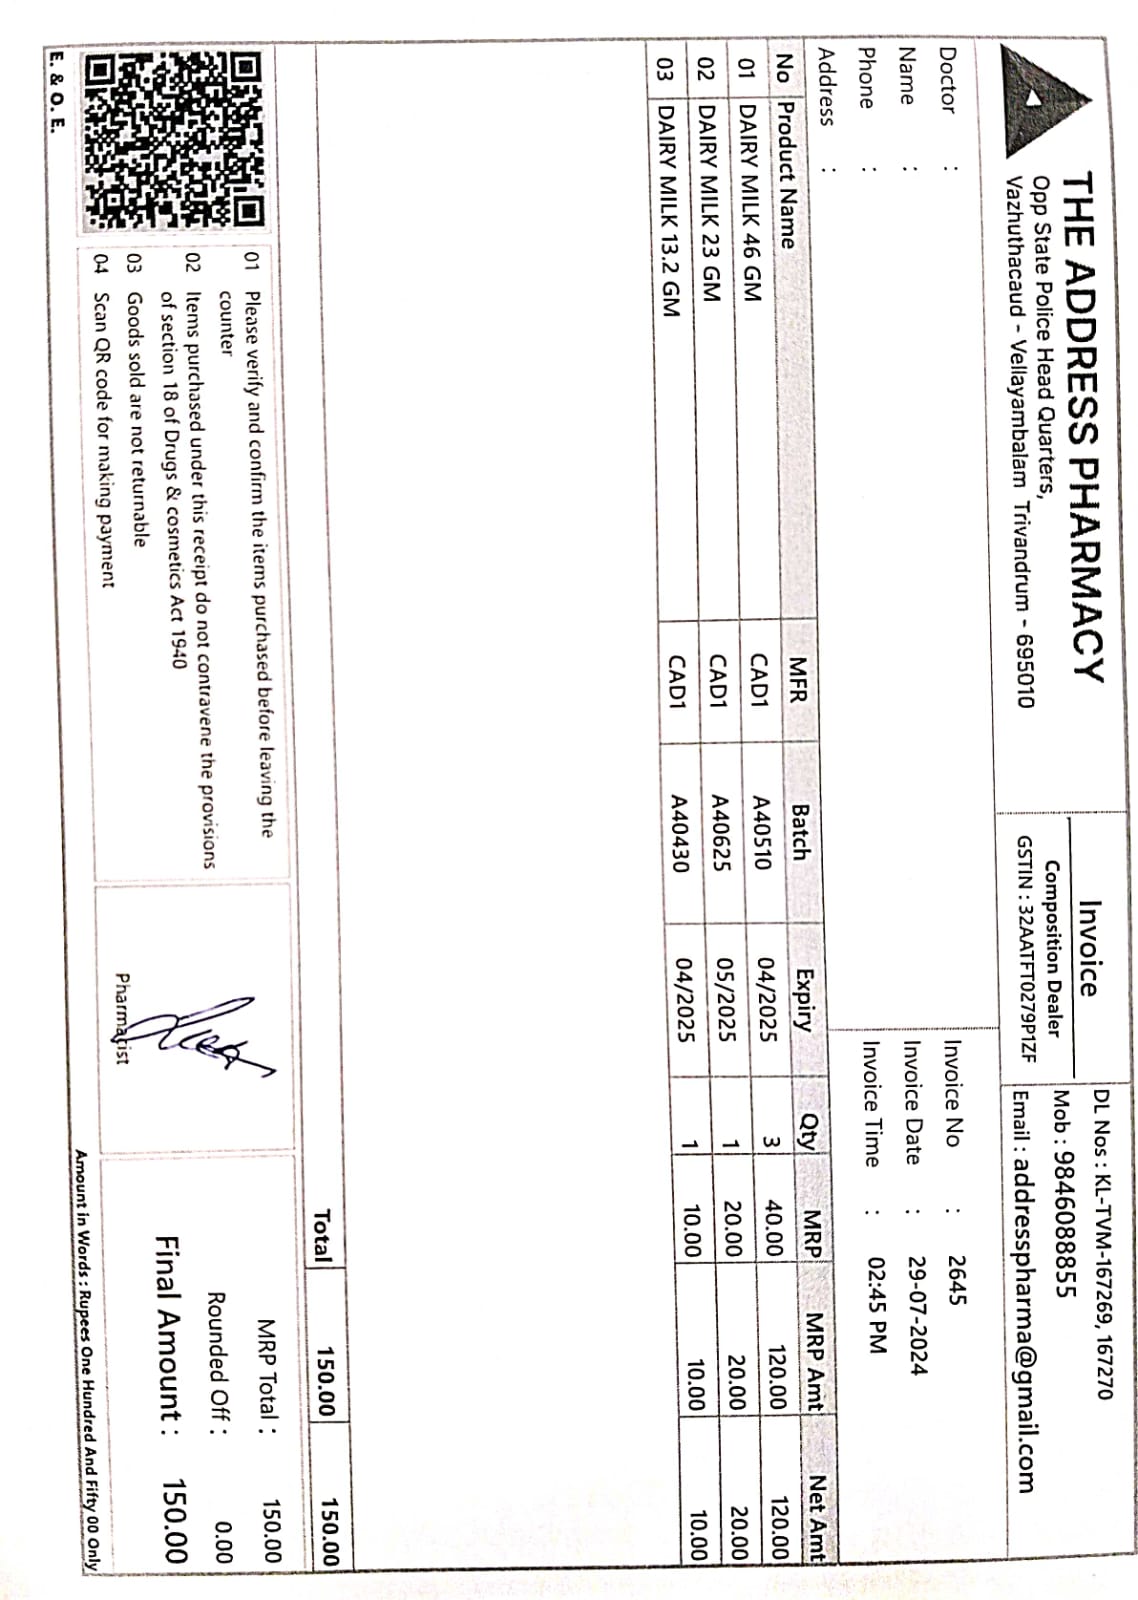 THE ADDRESS PHARMACY
Opp State Police Head Quarters,
Vazhuthacaud - Vellayambalam Trivandrum - 695010
Invoice
Composition Dealer
GSTIN : 32AATFT0279P1ZF
DL Nos : KL-TVM-167269, 167270
Mob : 9846088855
Email : addresspharma@gmail.com
Doctor :
Name :
Phone :
Address :
Invoice No : 2645
Invoice Date : 29-07-2024
Invoice Time : 02:45 PM
No Product Name MFR Batch Expiry Qty MRP MRP Amt Net Amt
01 DAIRY MILK 46 GM CAD1 A40510 04/2025 3 40.00 120.00 120.00
02 DAIRY MILK 23 GM CAD1 A40625 05/2025 1 20.00 20.00 20.00
03 DAIRY MILK 13.2 GM CAD1 A40430 04/2025 1 10.00 10.00 10.00
Total 150.00 150.00
01 Please verify and confirm the items purchased before leaving the
counter
02 Items purchased under this receipt do not contravene the provisions
of section 18 of Drugs & cosmetics Act 1940
03 Goods sold are not returnable
04 Scan QR code for making payment
Pharmacist
MRP Total : 150.00
Rounded Off : 0.00
Final Amount : 150.00
Amount in Words : Rupees One Hundred And Fifty 00 Only
E. & O. E.